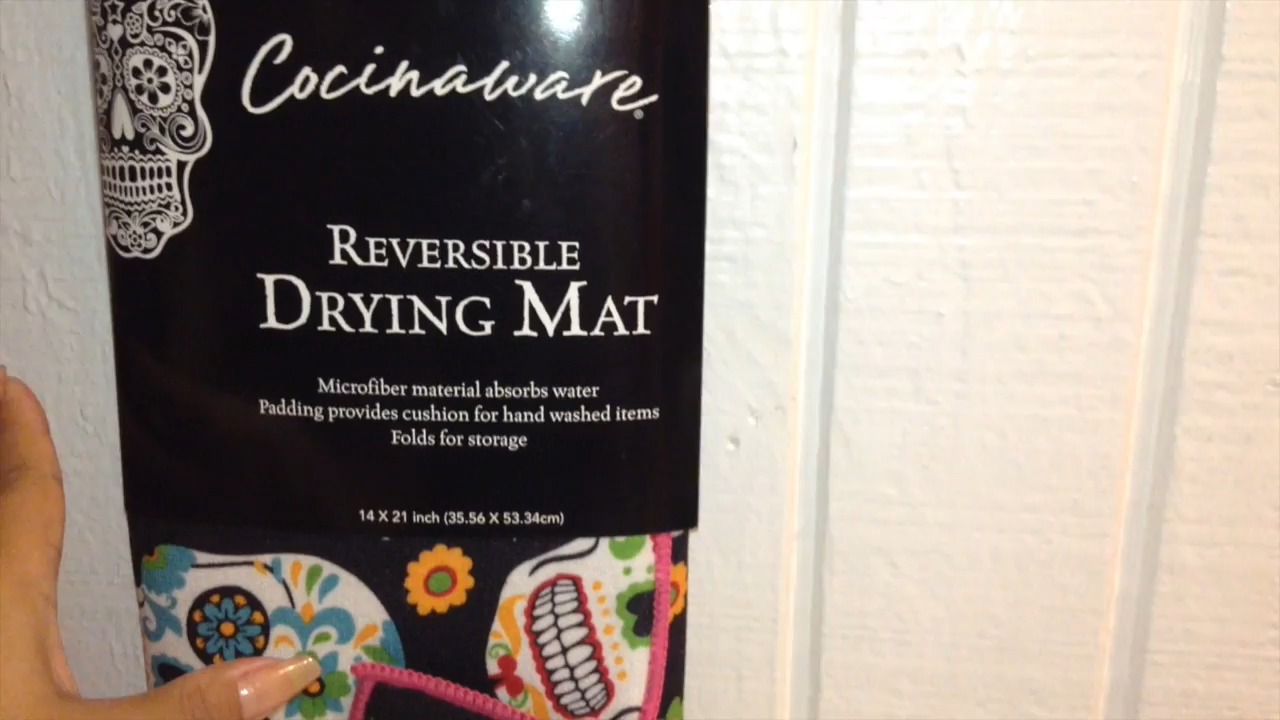 Cocinaware®
REVERSIBLE
DRYING MAT
Microfiber material absorbs water
Padding provides cushion for hand washed items
Folds for storage
14 X 21 inch (35.56 X 53.34cm)